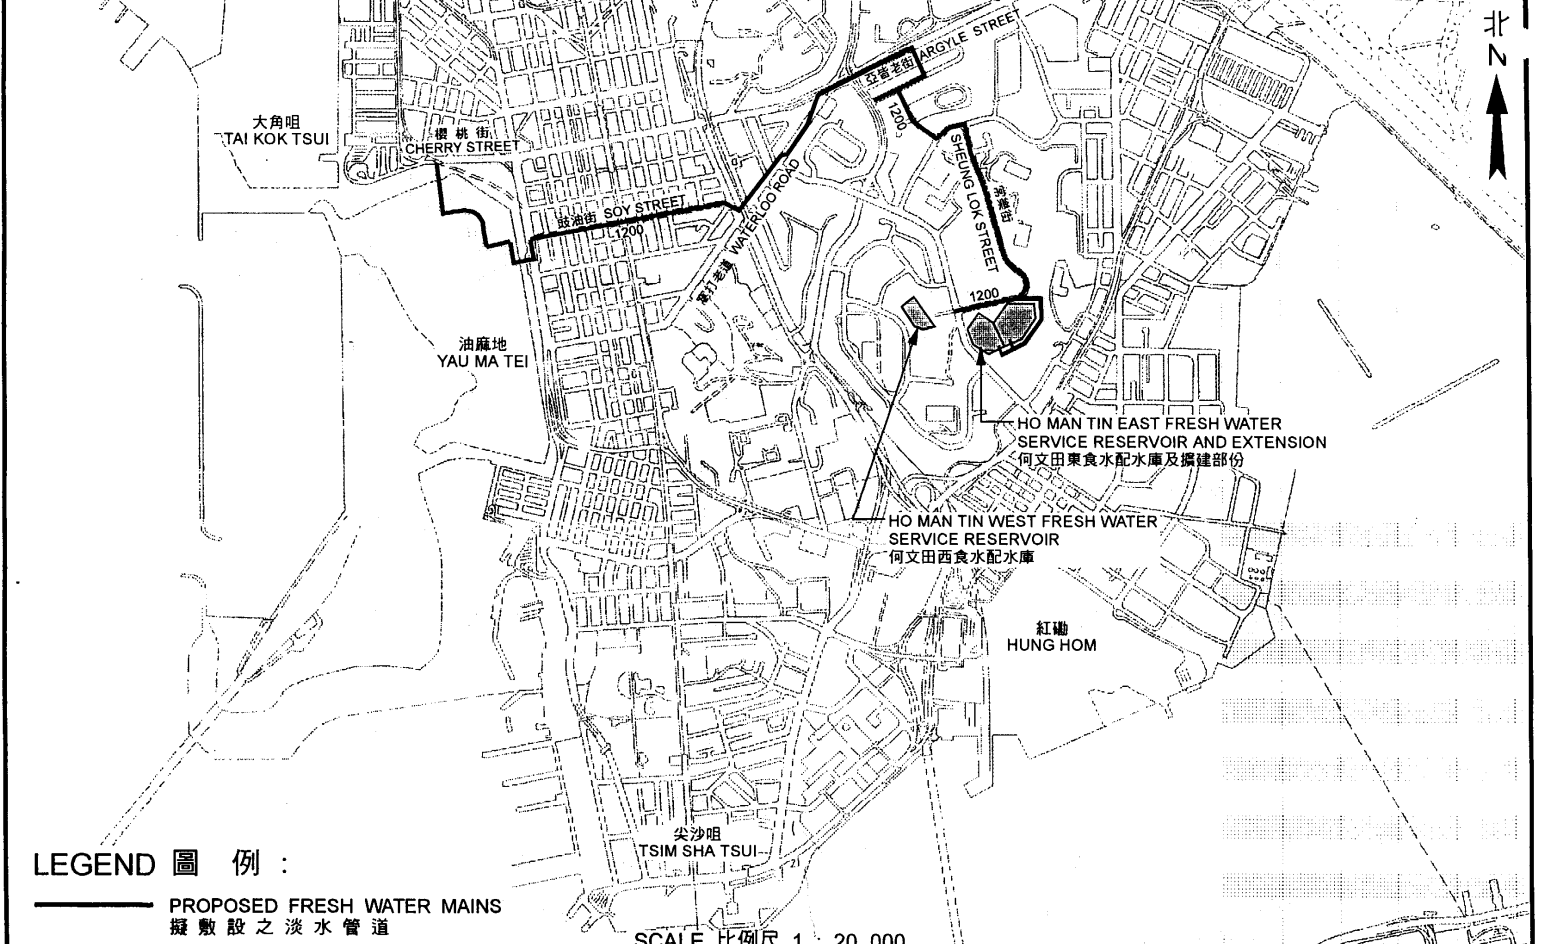 北
N
亞皆老街 ARGYLE STREET
大角咀
TAI KOK TSUI
櫻桃街
CHERRY STREET
1200
SHEUNG LOK STREET
常樂街
豉油街 SOY STREET
1200
窩打老道 WATERLOO ROAD
1200
油麻地
YAU MA TEI
HO MAN TIN EAST FRESH WATER
SERVICE RESERVOIR AND EXTENSION
何文田東食水配水庫及擴建部份
HO MAN TIN WEST FRESH WATER
SERVICE RESERVOIR
何文田西食水配水庫
紅磡
HUNG HOM
尖沙咀
TSIM SHA TSUI
LEGEND 圖 例 :
PROPOSED FRESH WATER MAINS
擬敷設之淡水管道
SCALE 比例尺 1 : 20 000